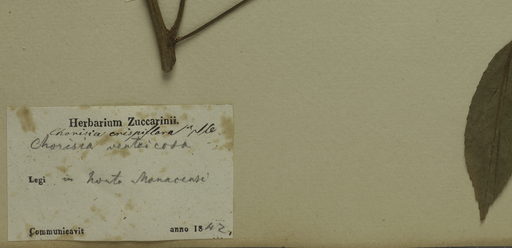 Herbarium Zuccarinii.
Chorisia crispiflora
Chorisia ventricosa
Legi in Horto Monacensi
Communicavit anno 1842.